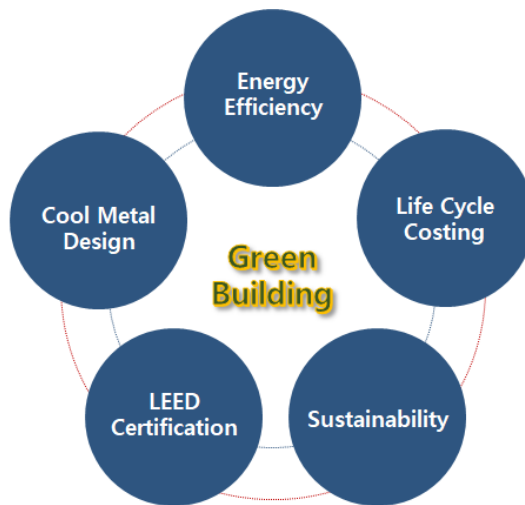 Energy
Efficiency
Life Cycle
Costing
Cool Metal
Design
Green
Building
LEED
Certification
Sustainability